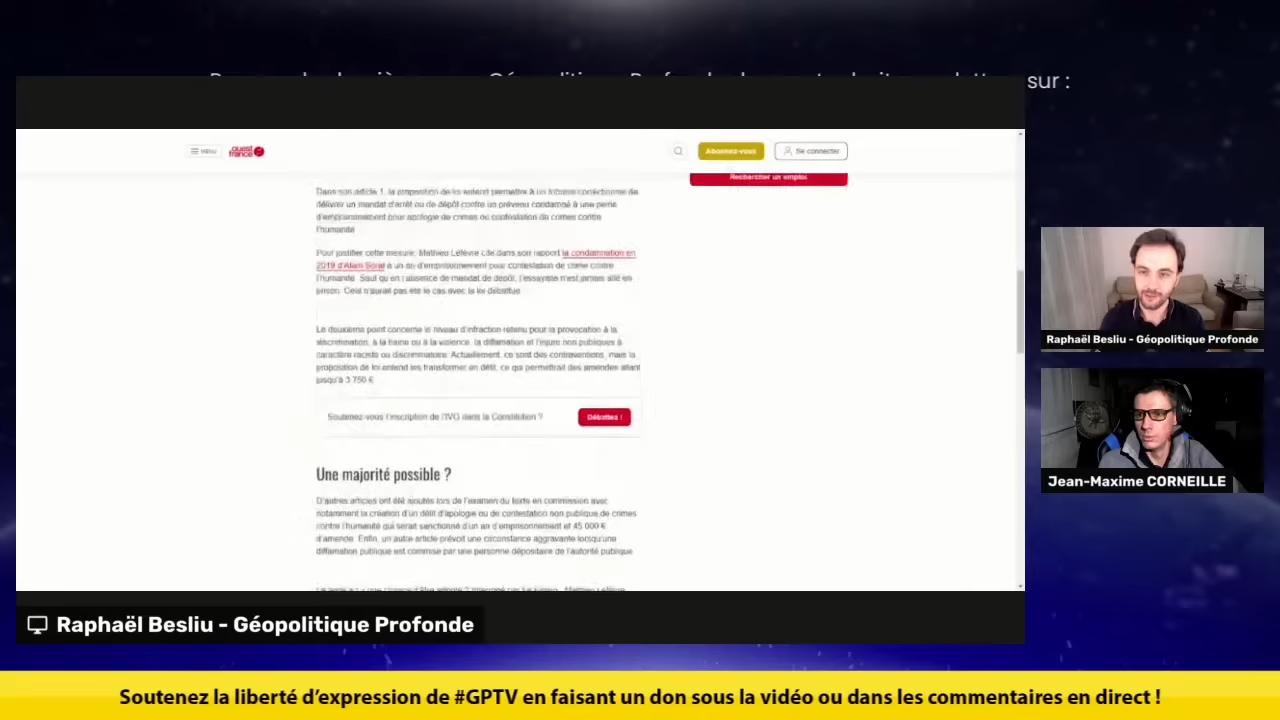 sur :
MENU
ouest
france
Abonnez-vous
Se connecter
Rechercher un emploi
Dans son article 1, la proposition de loi entend permettre à un tribunal correctionnel de
délivrer un mandat d'arrêt ou de dépôt contre un prévenu condamné à une peine
d'emprisonnement pour apologie de crimes ou contestation de crimes contre
l'humanité
Pour justifier cette mesure, Mathieu Lefèvre cite dans son rapport la condamnation en
2019 d'Alain Soral à un an d'emprisonnement pour contestation de crime contre
l'humanité. Sauf qu'en l'absence de mandat de dépôt, l'essayiste n'est jamais allé en
prison. Cela n'aurait pas été le cas avec la loi débattue
Le deuxième point concerne le niveau d'infraction retenu pour la provocation à la
discrimination, à la haine ou à la violence, la diffamation et l'injure non publiques à
caractère raciste ou discriminatoire. Actuellement, ce sont des contraventions, mais la
proposition de loi entend les transformer en délit, ce qui permettrait des amendes allant
jusqu'à 3 750 €
Soutenez-vous l'inscription de l'IVG dans la Constitution ?
Débattez !
Une majorité possible ?
D'autres articles ont été ajoutés lors de l'examen du texte en commission avec
notamment la création d'un délit d'apologie ou de contestation non publique de crimes
contre l'humanité qui serait sanctionné d'un an d'emprisonnement et 45 000 €
d'amende. Enfin, un autre article prévoit une circonstance aggravante lorsqu'une
diffamation publique est commise par une personne dépositaire de l'autorité publique
Raphaël Besliu - Géopolitique Profonde
Jean-Maxime CORNEILLE
Raphaël Besliu - Géopolitique Profonde
Soutenez la liberté d'expression de #GPTV en faisant un don sous la vidéo ou dans les commentaires en direct !